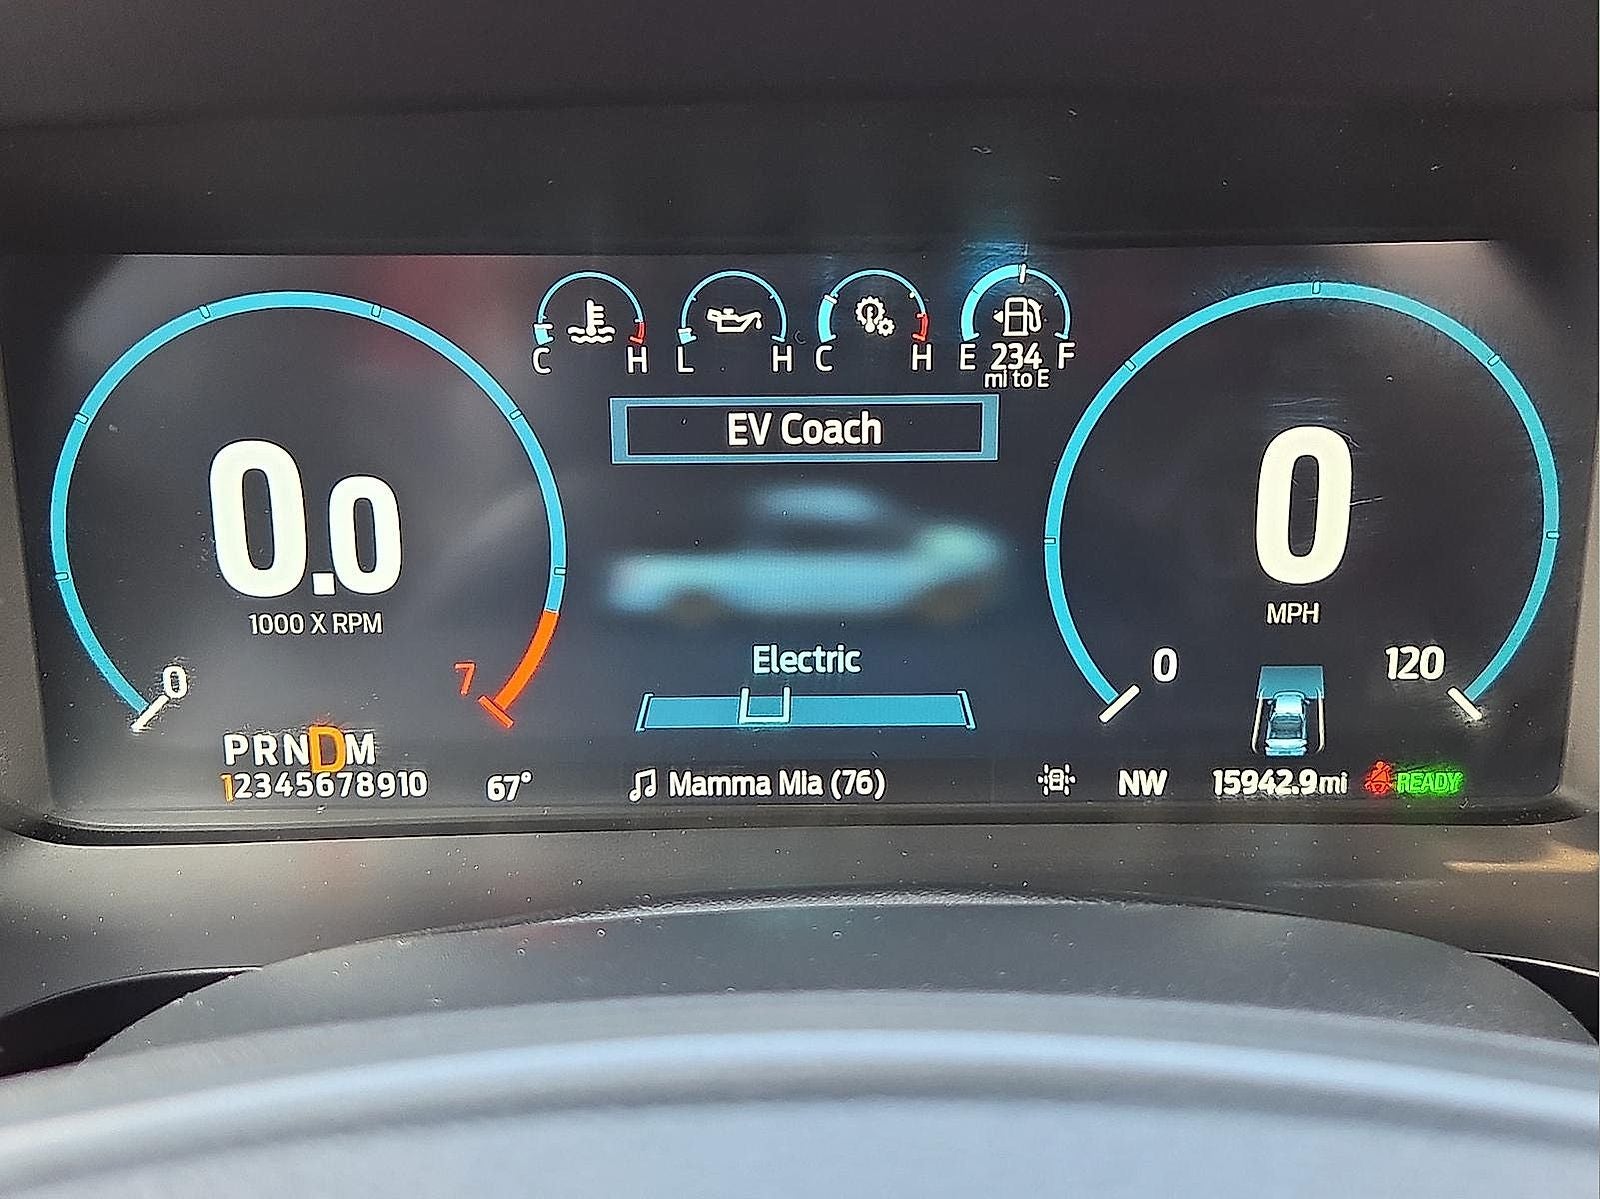 C H L H C H E F
234
mi to E
EV Coach
0.0
1000 X RPM
0 7
0
MPH
0 120
Electric
PRNDM
12345678910
67°
Mamma Mia (76)
NW
15942.9mi
READY